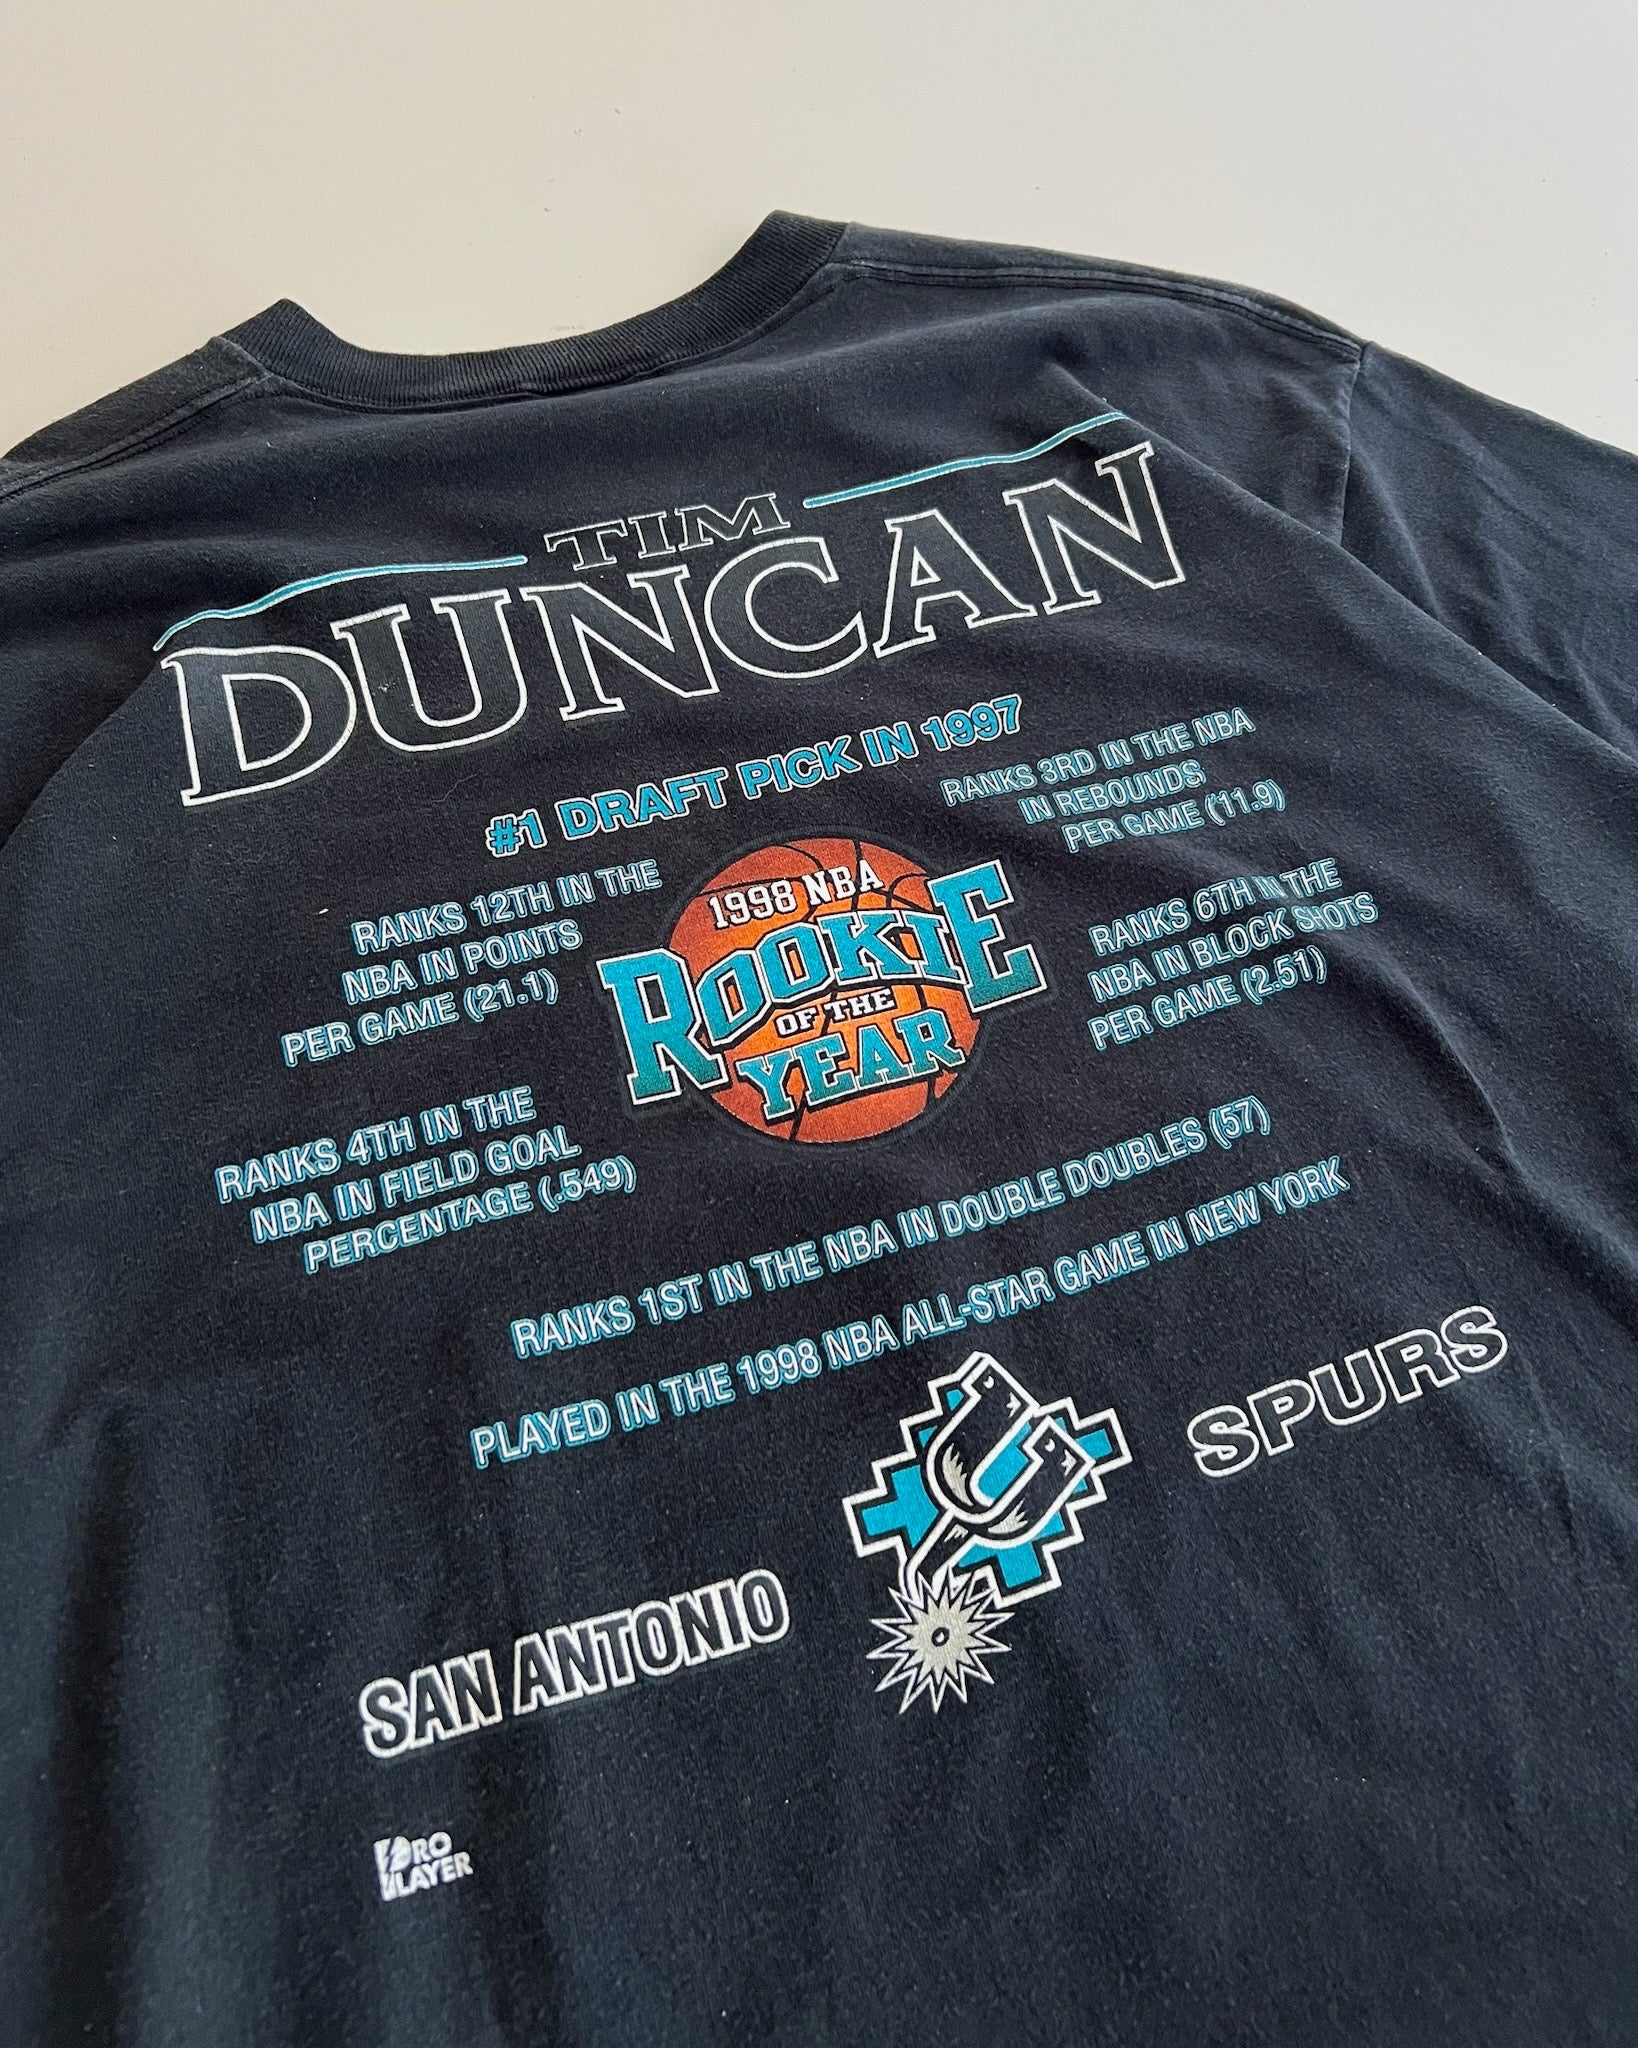 TIM
DUNCAN
#1 DRAFT PICK IN 1997
RANKS 12TH IN THE
NBA IN POINTS
PER GAME (21.1)
RANKS 3RD IN THE NBA
IN REBOUNDS
PER GAME ('11.9)
1998 NBA
ROOKIE
OF THE
YEAR
RANKS 6TH IN THE
NBA IN BLOCK SHOTS
PER GAME (2.51)
RANKS 4TH IN THE
NBA IN FIELD GOAL
PERCENTAGE (.549)
RANKS 1ST IN THE NBA IN DOUBLE DOUBLES (57)
PLAYED IN THE 1998 NBA ALL-STAR GAME IN NEW YORK
SAN ANTONIO
SPURS
PRO
PLAYER